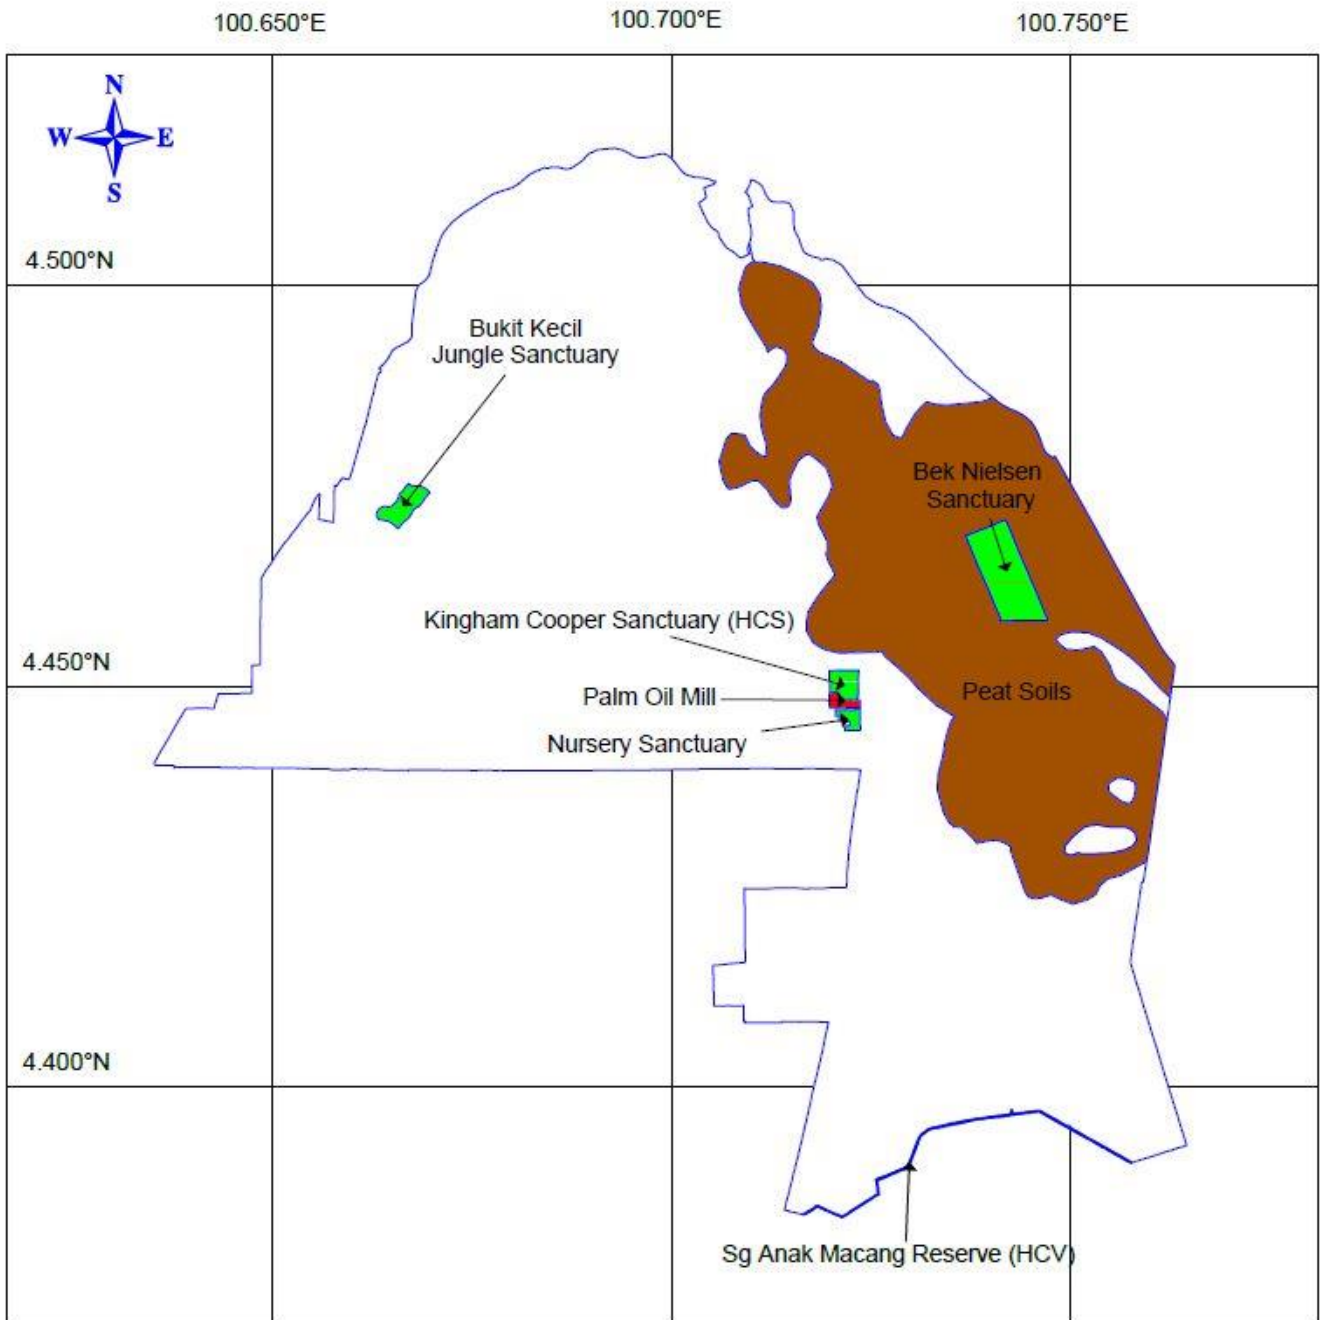 100.650°E
100.700°E
100.750°E
N
W
E
S
4.500°N
Bukit Kecil
Jungle Sanctuary
Bek Nielsen
Sanctuary
Kingham Cooper Sanctuary (HCS)
4.450°N
Palm Oil Mill
Peat Soils
Nursery Sanctuary
4.400°N
Sg Anak Macang Reserve (HCV)